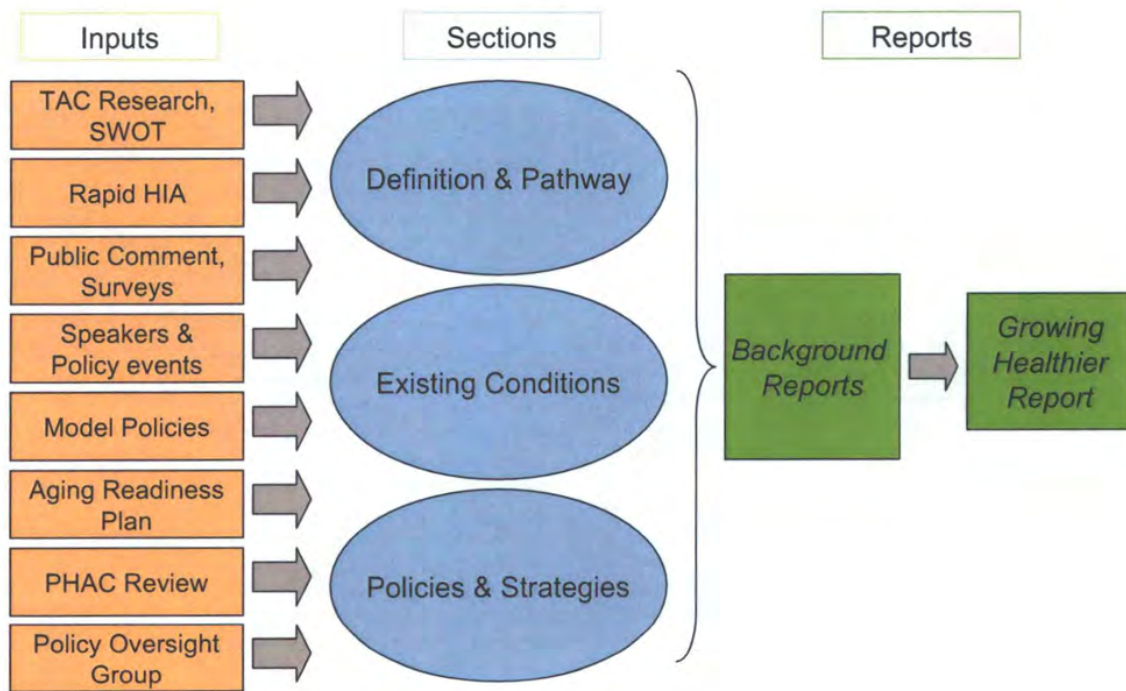 Inputs
Sections
Reports
TAC Research,
SWOT
Rapid HIA
Public Comment,
Surveys
Speakers &
Policy events
Model Policies
Aging Readiness
Plan
PHAC Review
Policy Oversight
Group
Definition & Pathway
Existing Conditions
Policies & Strategies
Background
Reports
Growing
Healthier
Report